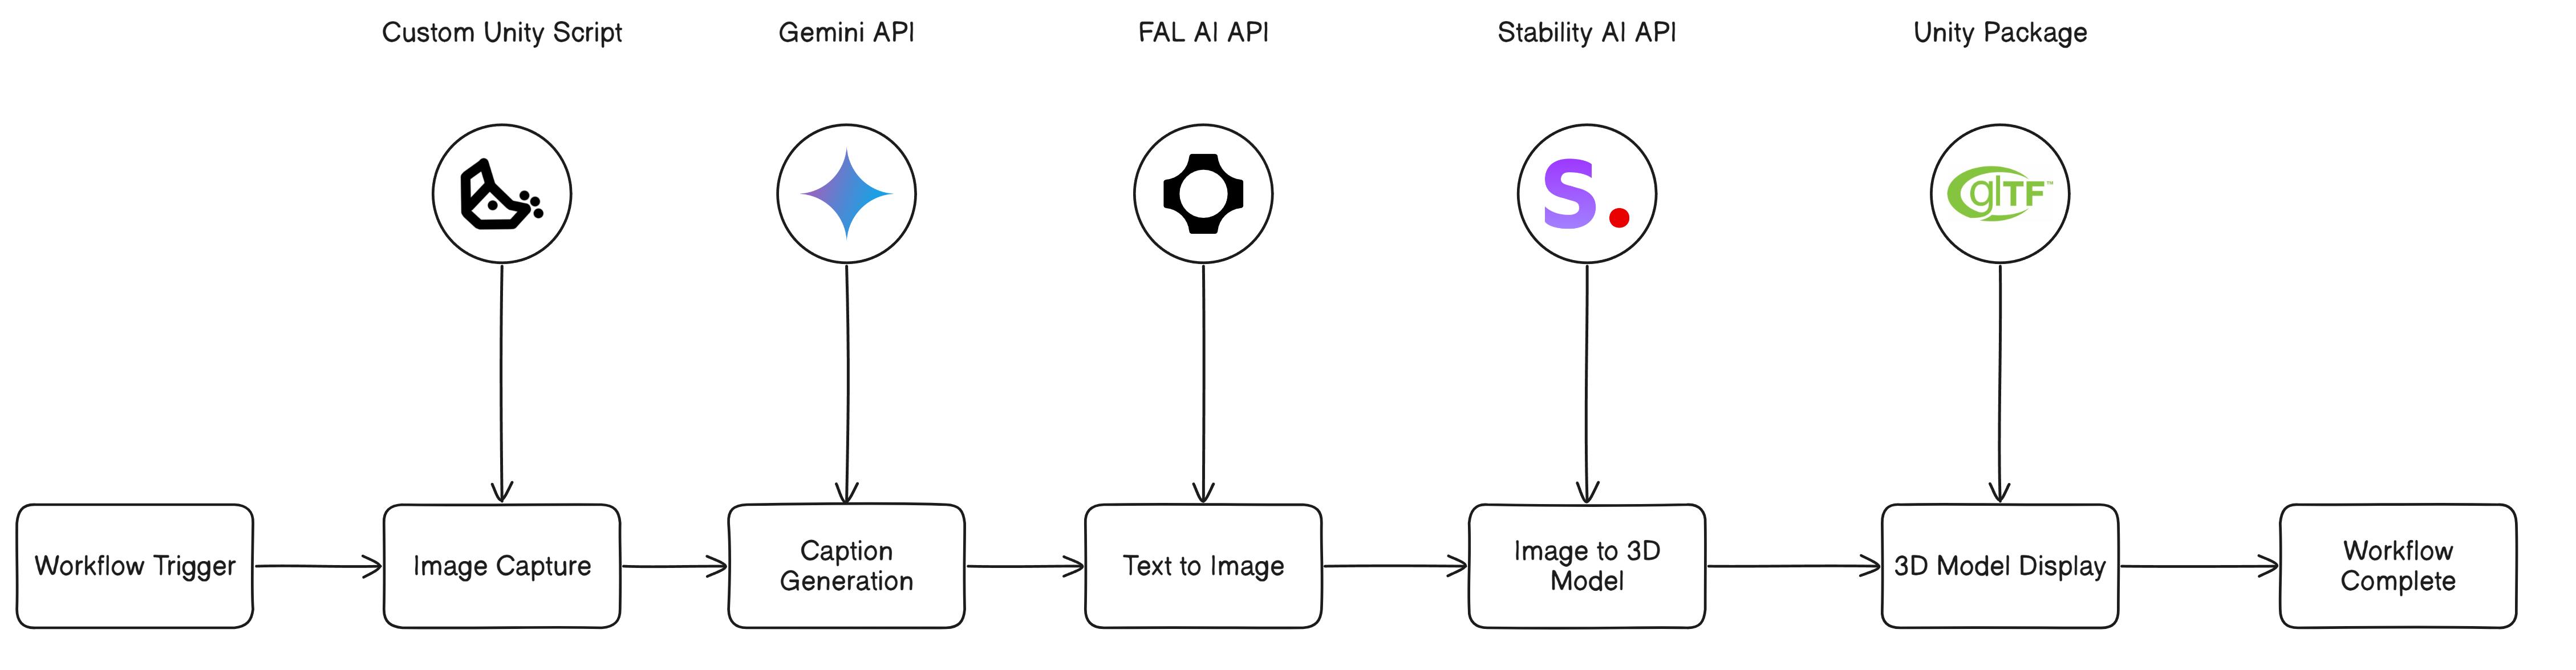 Custom Unity Script
Gemini API
FAL AI API
Stability AI API
Unity Package
S.
glTF™
Workflow Trigger
Image Capture
Caption
Generation
Text to Image
Image to 3D
Model
3D Model Display
Workflow
Complete